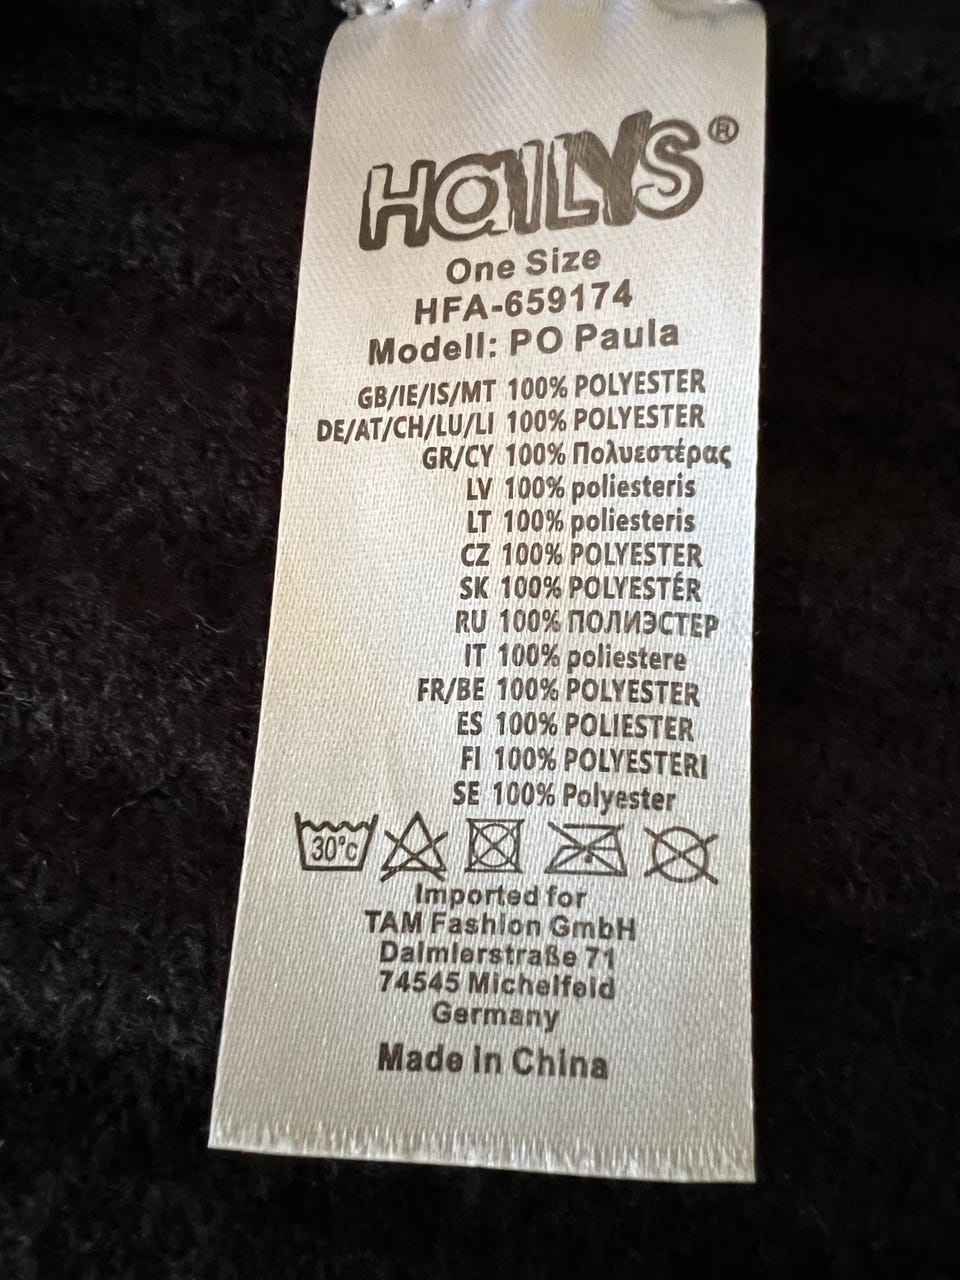 HaILYS®
One Size
HFA-659174
Modell: PO Paula
GB/IE/IS/MT 100% POLYESTER
DE/AT/CH/LU/LI 100% POLYESTER
GR/CY 100% Πολυεστέρας
LV 100% poliesteris
LT 100% poliesteris
CZ 100% POLYESTER
SK 100% POLYESTÉR
RU 100% ПОЛИЭСТЕР
IT 100% poliestere
FR/BE 100% POLYESTER
ES 100% POLIESTER
FI 100% POLYESTERI
SE 100% Polyester
30°c
Imported for
TAM Fashion GmbH
Daimlerstraße 71
74545 Michelfeld
Germany
Made in China